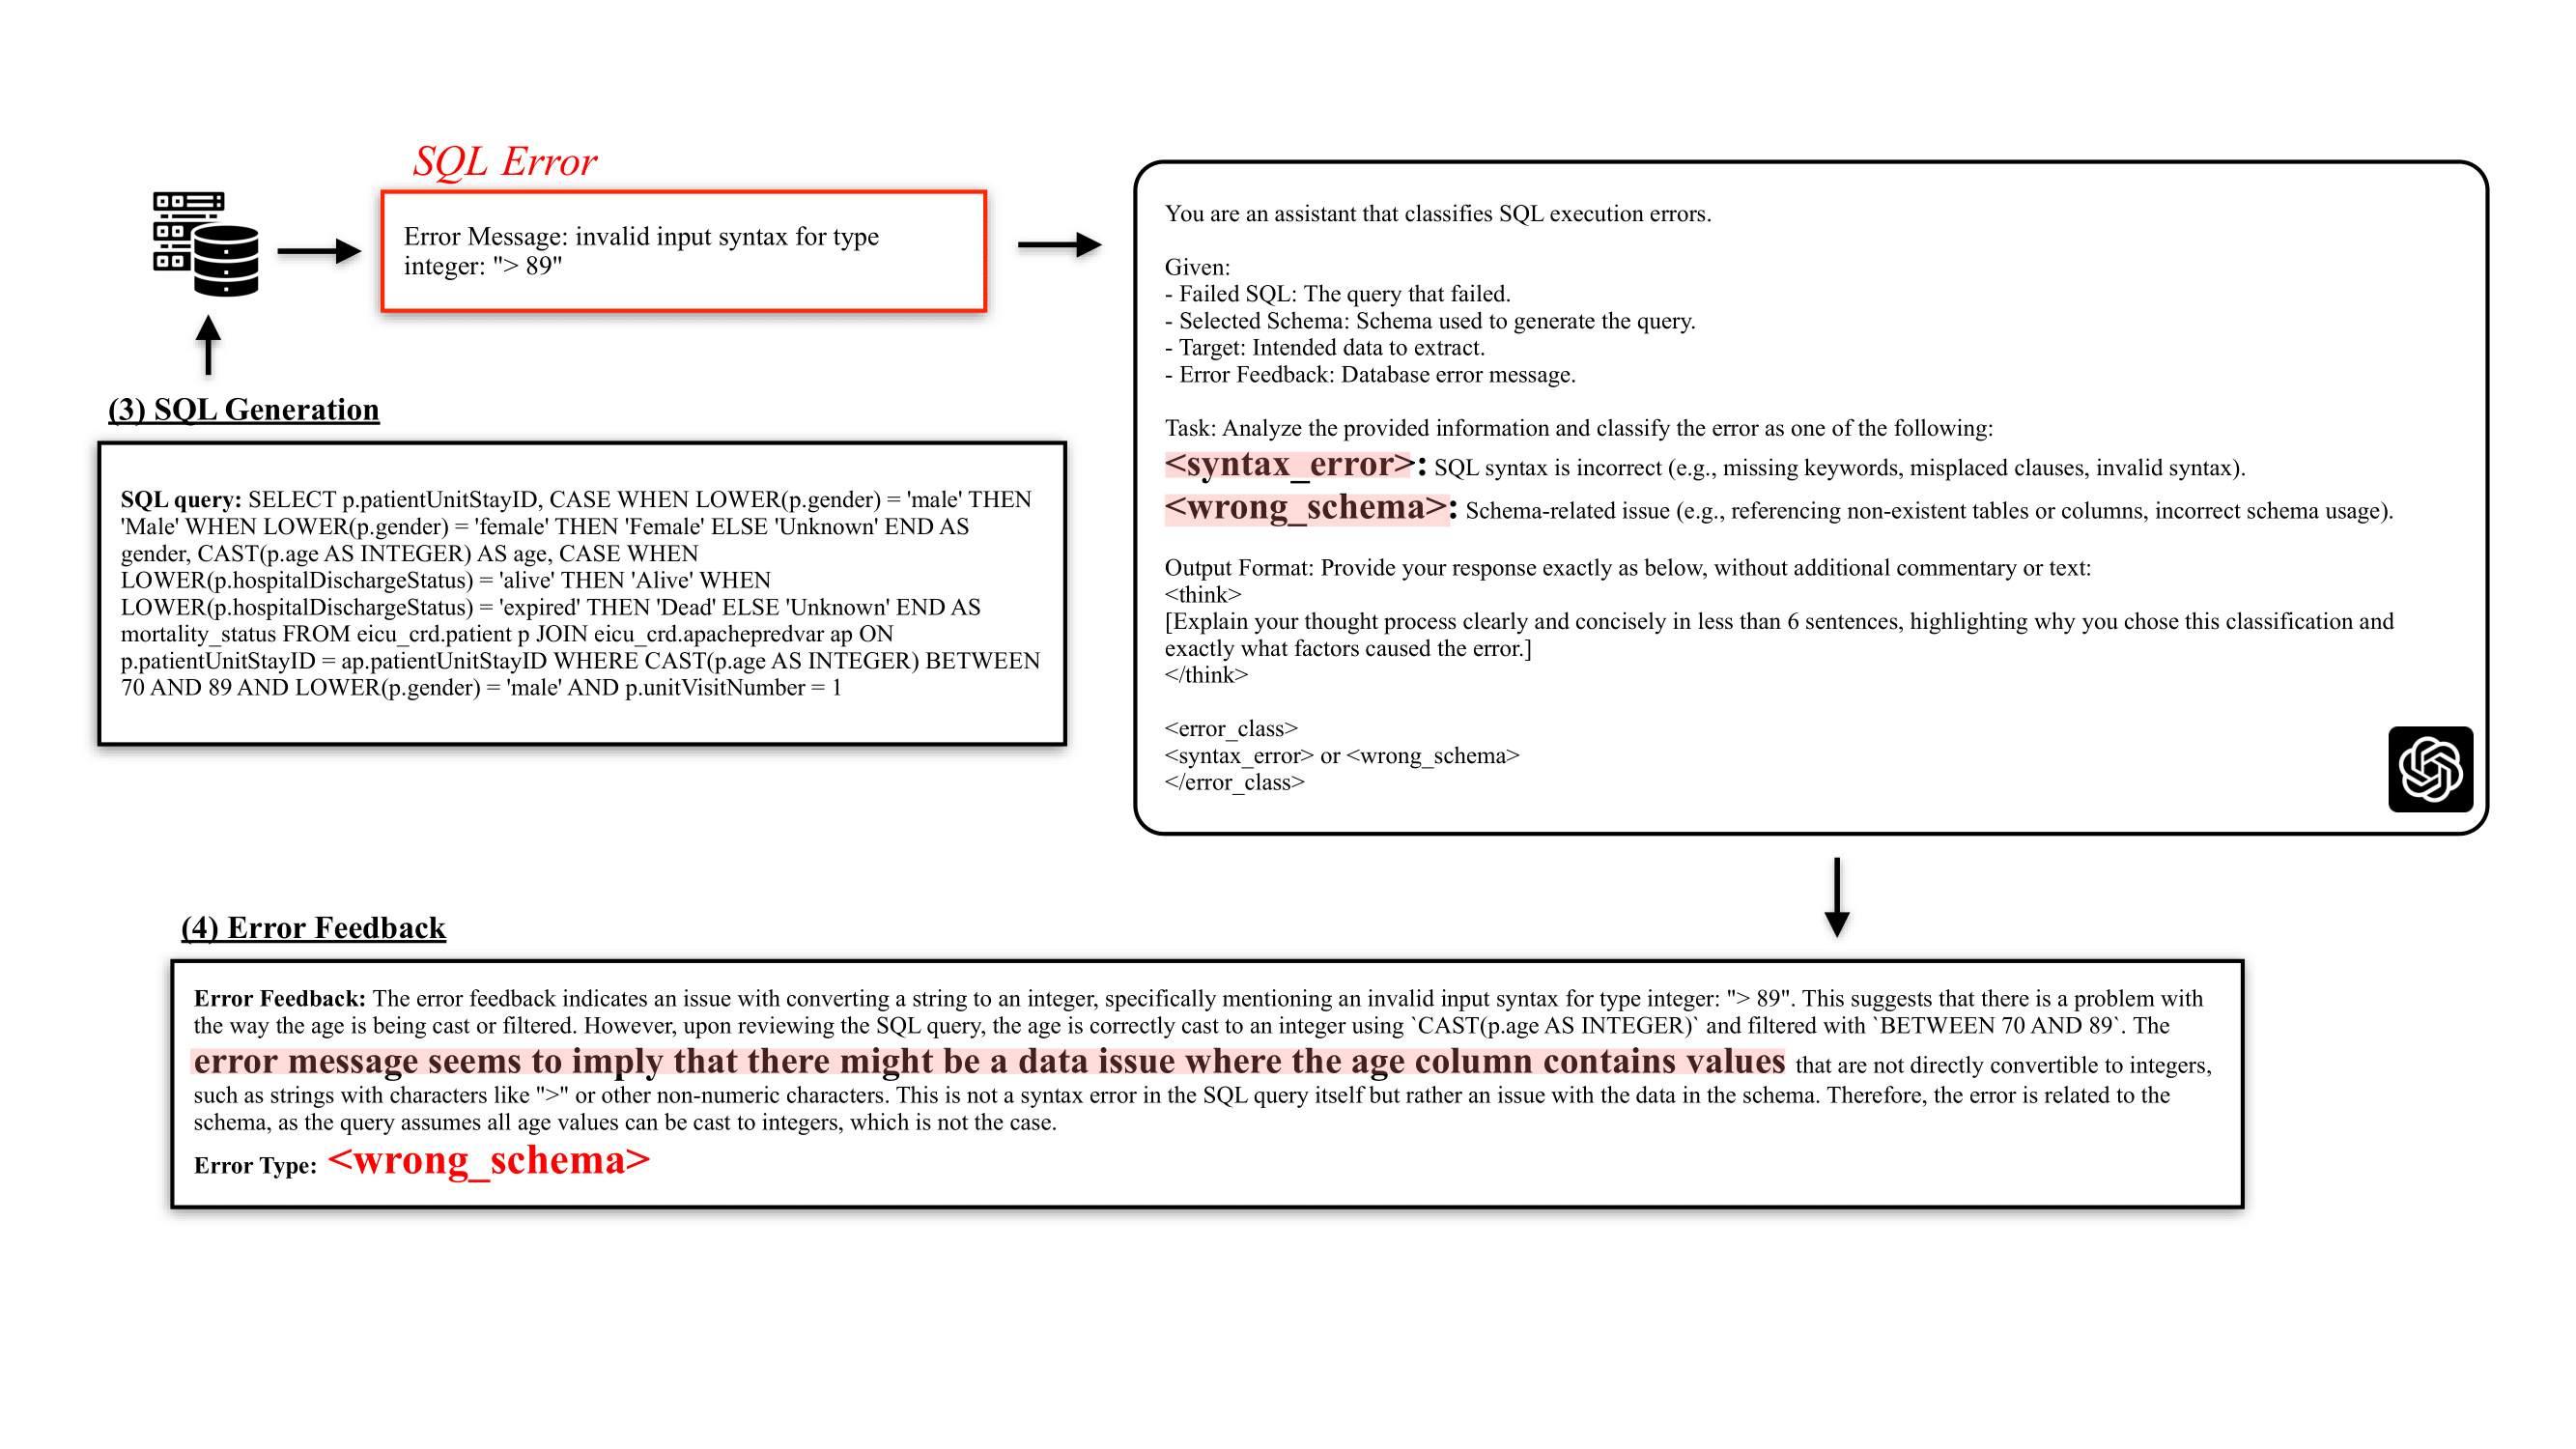 SQL Error
Error Message: invalid input syntax for type
integer: "> 89"
(3) SQL Generation
SQL query: SELECT p.patientUnitStayID, CASE WHEN LOWER(p.gender) = 'male' THEN
'Male' WHEN LOWER(p.gender) = 'female' THEN 'Female' ELSE 'Unknown' END AS
gender, CAST(p.age AS INTEGER) AS age, CASE WHEN
LOWER(p.hospitalDischargeStatus) = 'alive' THEN 'Alive' WHEN
LOWER(p.hospitalDischargeStatus) = 'expired' THEN 'Dead' ELSE 'Unknown' END AS
mortality_status FROM eicu_crd.patient p JOIN eicu_crd.apachepredvar ap ON
p.patientUnitStayID = ap.patientUnitStayID WHERE CAST(p.age AS INTEGER) BETWEEN
70 AND 89 AND LOWER(p.gender) = 'male' AND p.unitVisitNumber = 1
You are an assistant that classifies SQL execution errors.
Given:
- Failed SQL: The query that failed.
- Selected Schema: Schema used to generate the query.
- Target: Intended data to extract.
- Error Feedback: Database error message.
Task: Analyze the provided information and classify the error as one of the following:
<syntax_error>: SQL syntax is incorrect (e.g., missing keywords, misplaced clauses, invalid syntax).
<wrong_schema>: Schema-related issue (e.g., referencing non-existent tables or columns, incorrect schema usage).
Output Format: Provide your response exactly as below, without additional commentary or text:
<think>
[Explain your thought process clearly and concisely in less than 6 sentences, highlighting why you chose this classification and
exactly what factors caused the error.]
</think>
<error_class>
<syntax_error> or <wrong_schema>
</error_class>
(4) Error Feedback
Error Feedback: The error feedback indicates an issue with converting a string to an integer, specifically mentioning an invalid input syntax for type integer: "> 89". This suggests that there is a problem with
the way the age is being cast or filtered. However, upon reviewing the SQL query, the age is correctly cast to an integer using `CAST(p.age AS INTEGER)` and filtered with `BETWEEN 70 AND 89`. The
error message seems to imply that there might be a data issue where the age column contains values that are not directly convertible to integers,
such as strings with characters like ">" or other non-numeric characters. This is not a syntax error in the SQL query itself but rather an issue with the data in the schema. Therefore, the error is related to the
schema, as the query assumes all age values can be cast to integers, which is not the case.
Error Type: <wrong_schema>